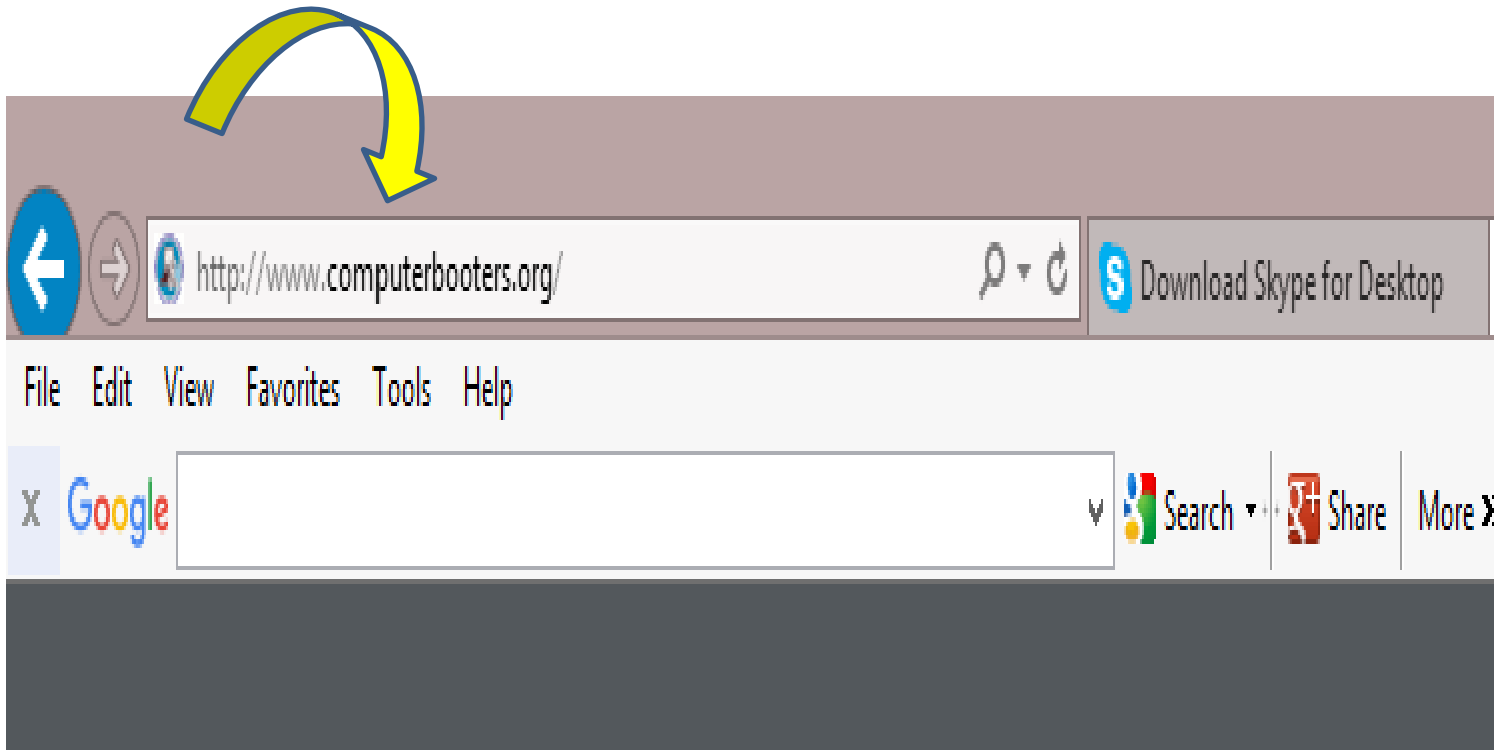 http://www.computerbooters.org/ Download Skype for Desktop
File Edit View Favorites Tools Help
X Google Search g+ Share More